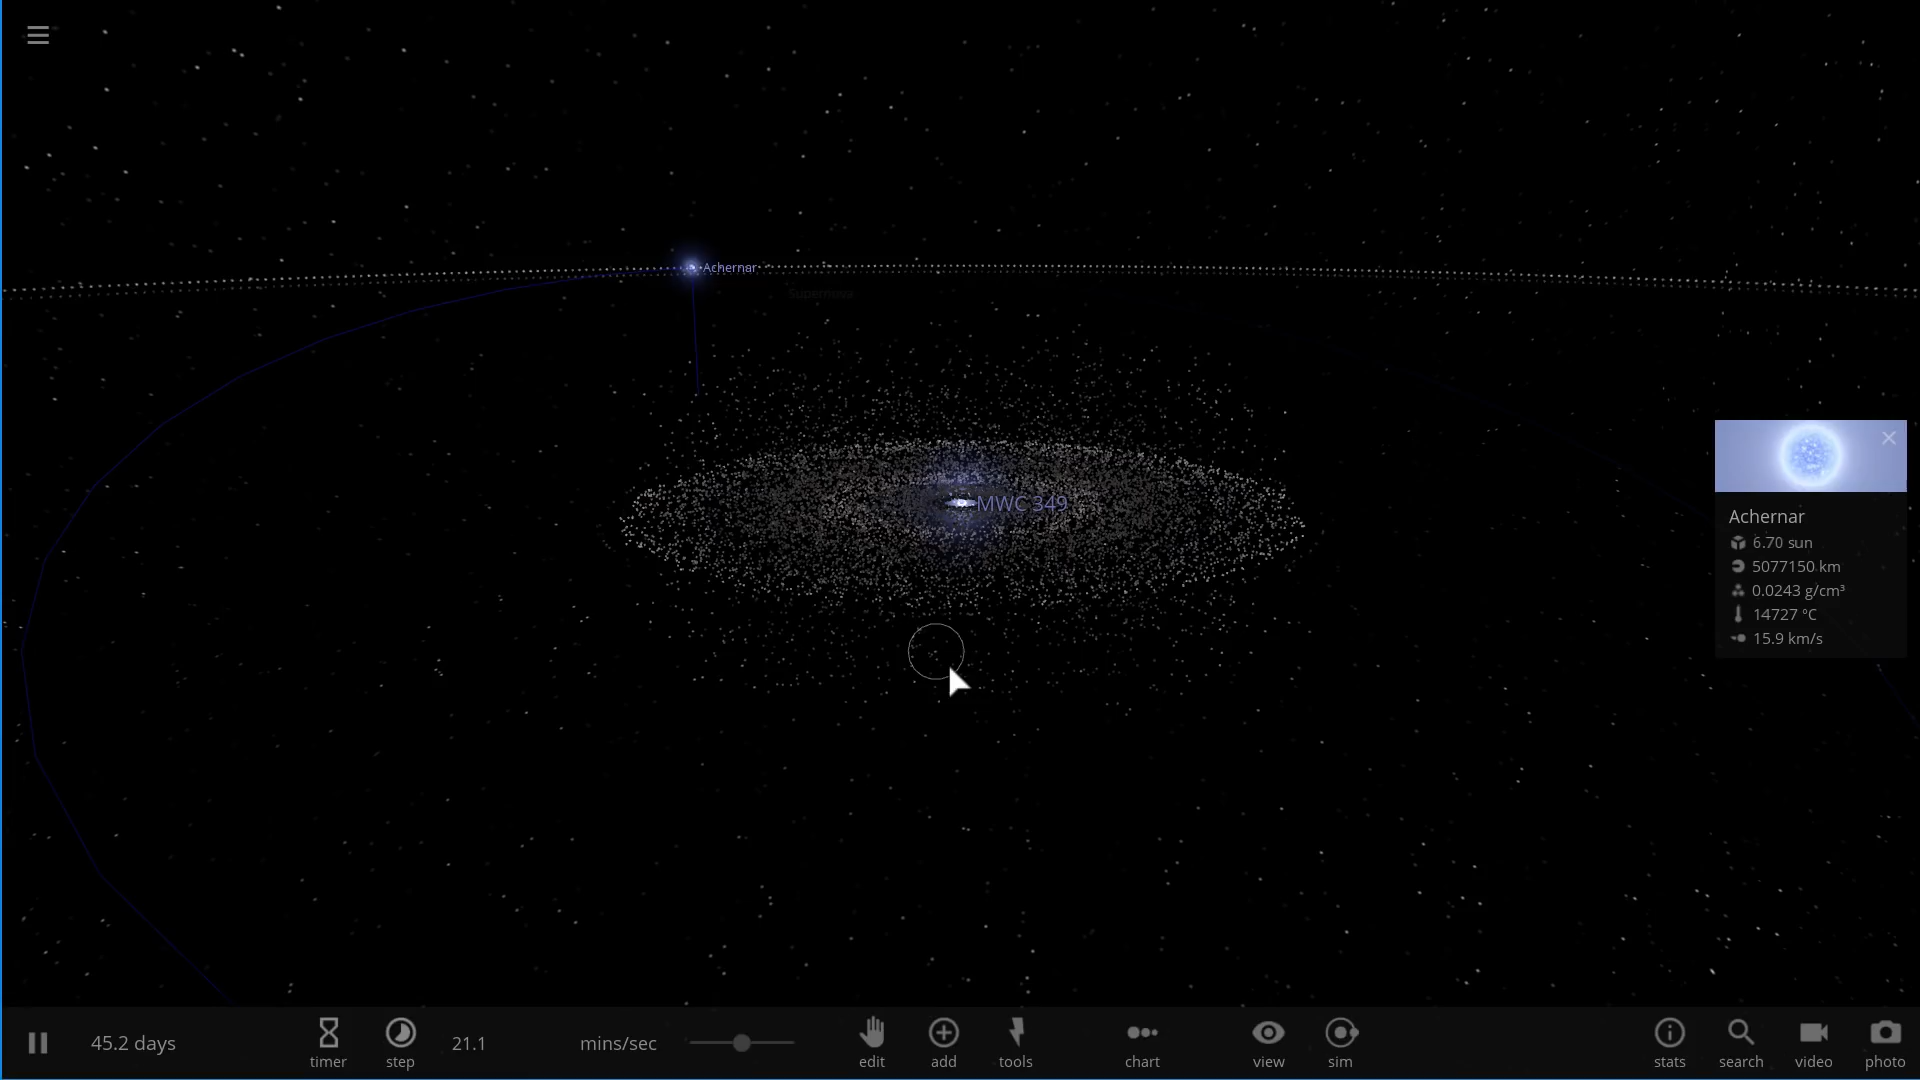 Achernar
Supernova
MWC 349
Achernar
6.70 sun
5077150 km
0.0243 g/cm³
14727 °C
15.9 km/s
45.2 days
timer
step
21.1
mins/sec
edit
add
tools
chart
view
sim
stats
search
video
photo